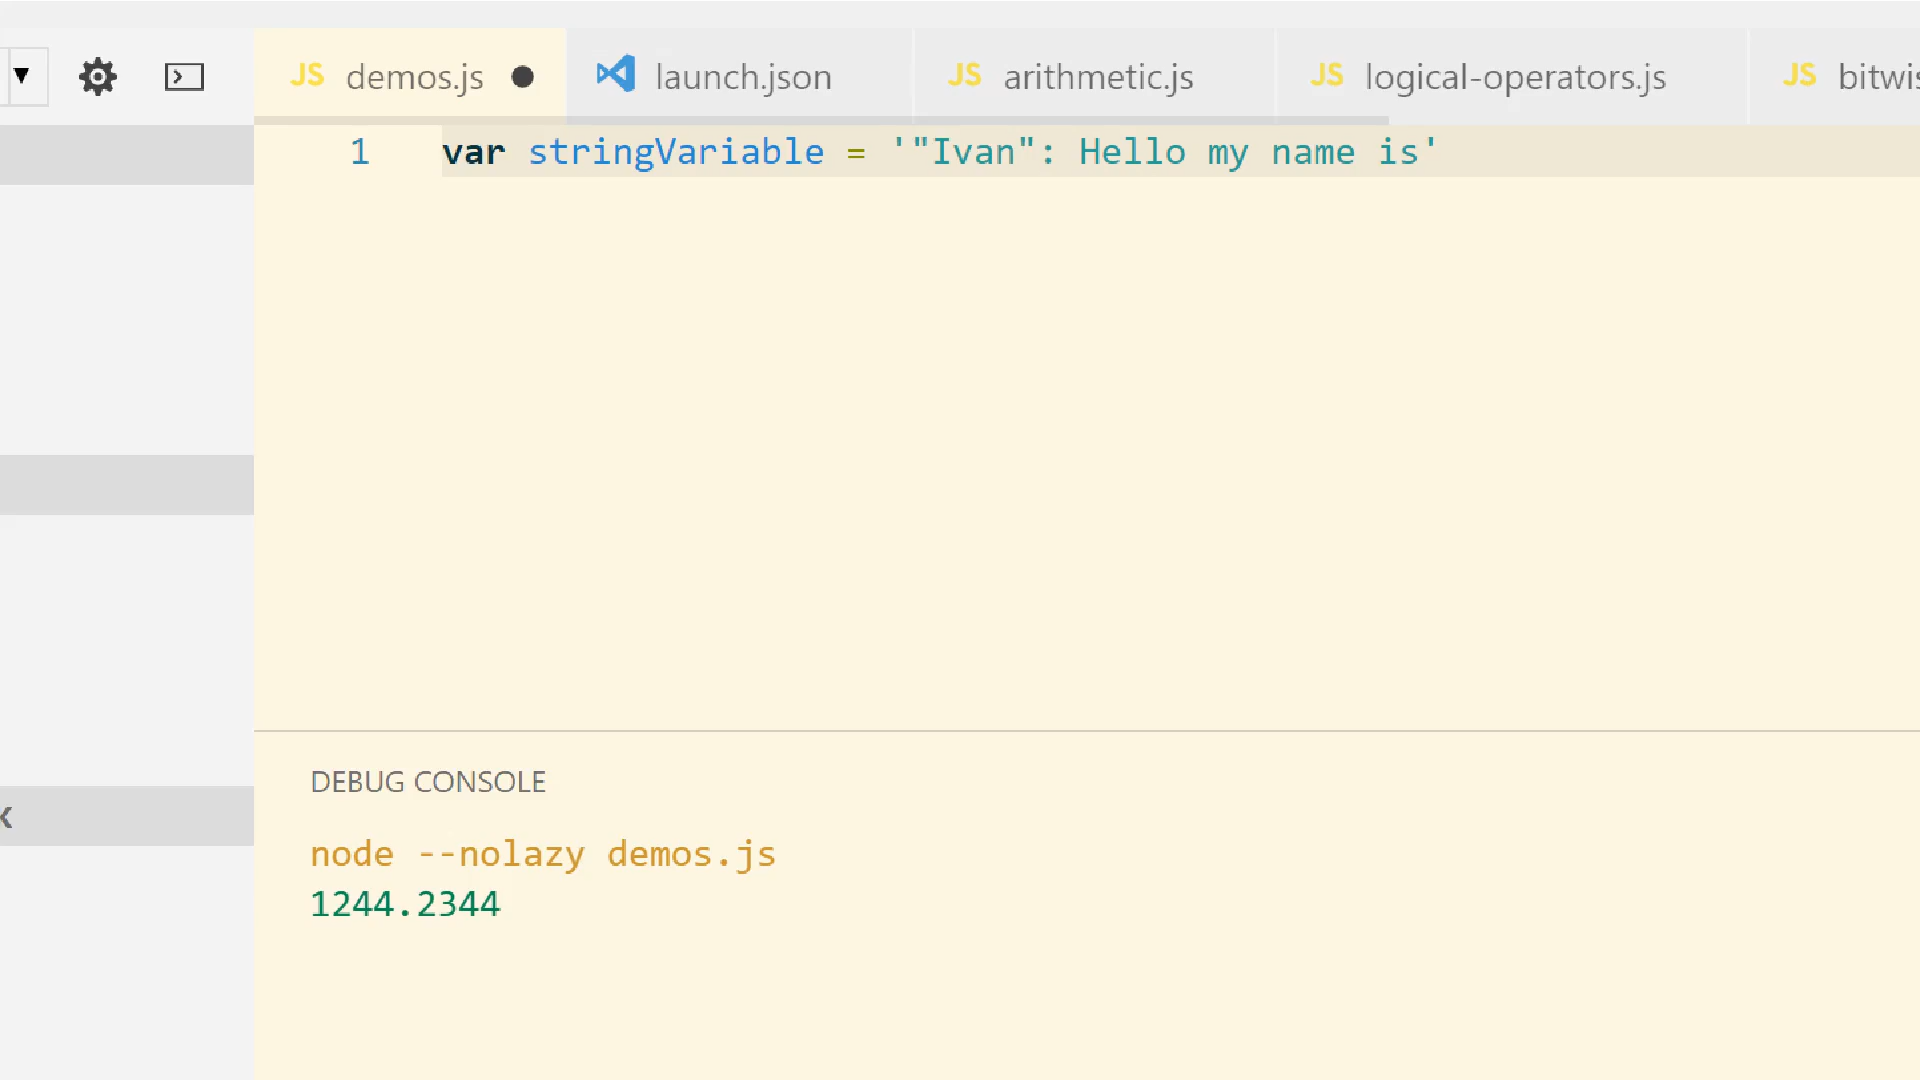 JS demos.js launch.json JS arithmetic.js JS logical-operators.js JS
1 var stringVariable = '"Ivan": Hello my name is'
DEBUG CONSOLE
node --nolazy demos.js
1244.2344